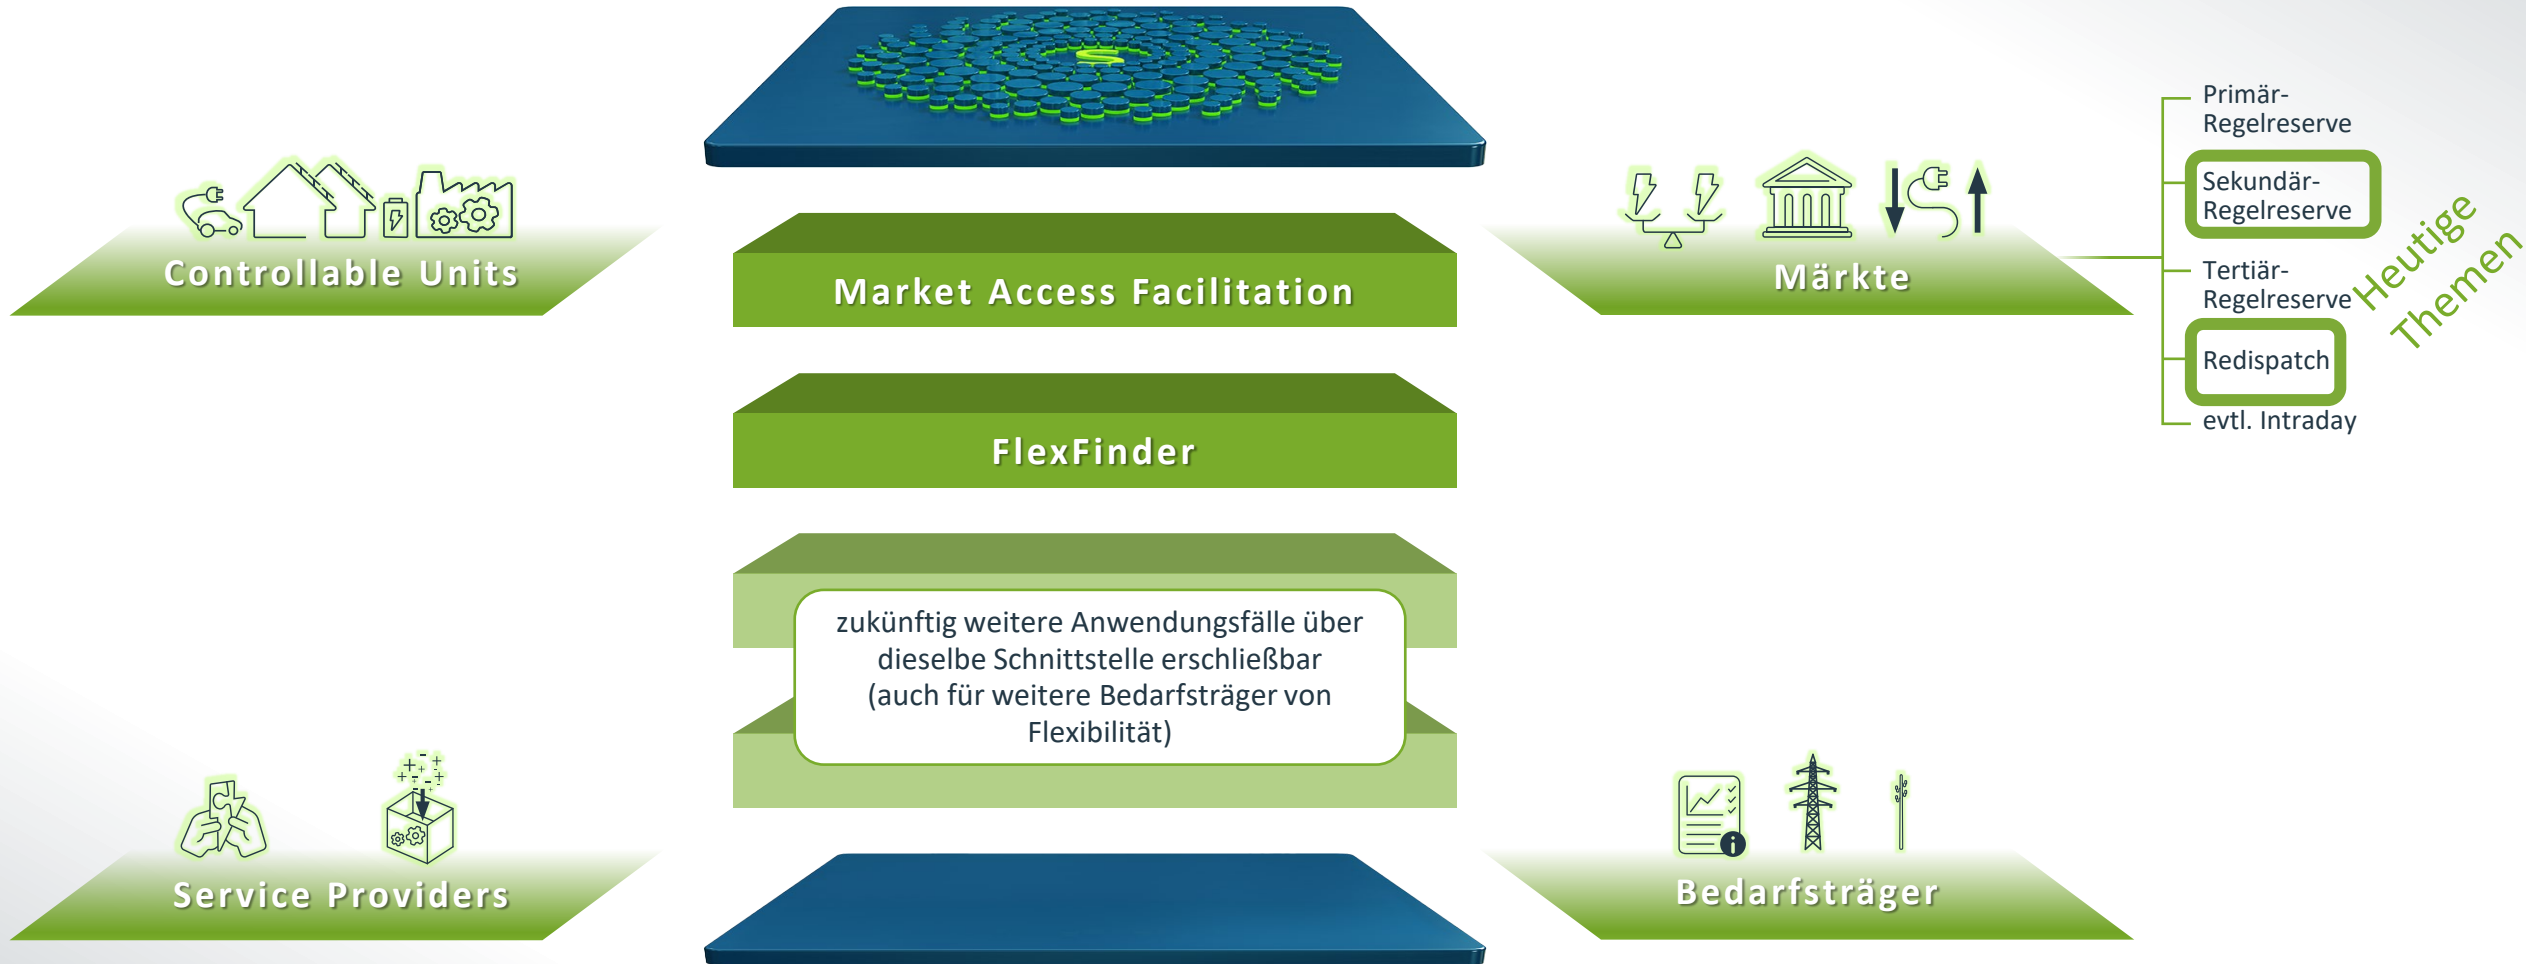 Controllable Units
Service Providers
Market Access Facilitation
FlexFinder
zukünftig weitere Anwendungsfälle über
dieselbe Schnittstelle erschließbar
(auch für weitere Bedarfsträger von
Flexibilität)
Märkte
Primär-
Regelreserve
Sekundär-
Regelreserve
Tertiär-
Regelreserve
Redispatch
evtl. Intraday
Heutige
Themen
Bedarfsträger